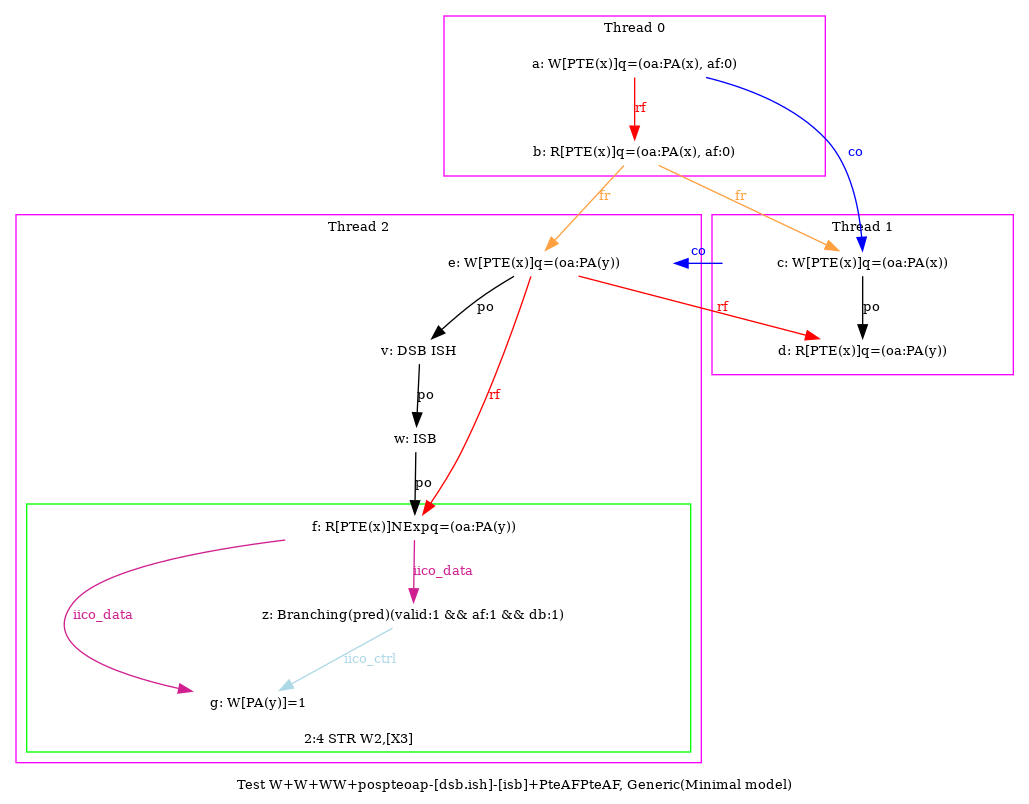 Thread 0
a: W[PTE(x)]q=(oa:PA(x), af:0)
rf
co
b: R[PTE(x)]q=(oa:PA(x), af:0)
fr
fr
Thread 2
Thread 1
co
e: W[PTE(x)]q=(oa:PA(y))
c: W[PTE(x)]q=(oa:PA(x))
po
rf
po
v: DSB ISH
d: R[PTE(x)]q=(oa:PA(y))
po
rf
w: ISB
po
f: R[PTE(x)]NExpq=(oa:PA(y))
iico_data
iico_data
z: Branching(pred)(valid:1 && af:1 && db:1)
iico_ctrl
g: W[PA(y)]=1
2:4 STR W2,[X3]
Test W+W+WW+pospteoap-[dsb.ish]-[isb]+PteAFPteAF, Generic(Minimal model)